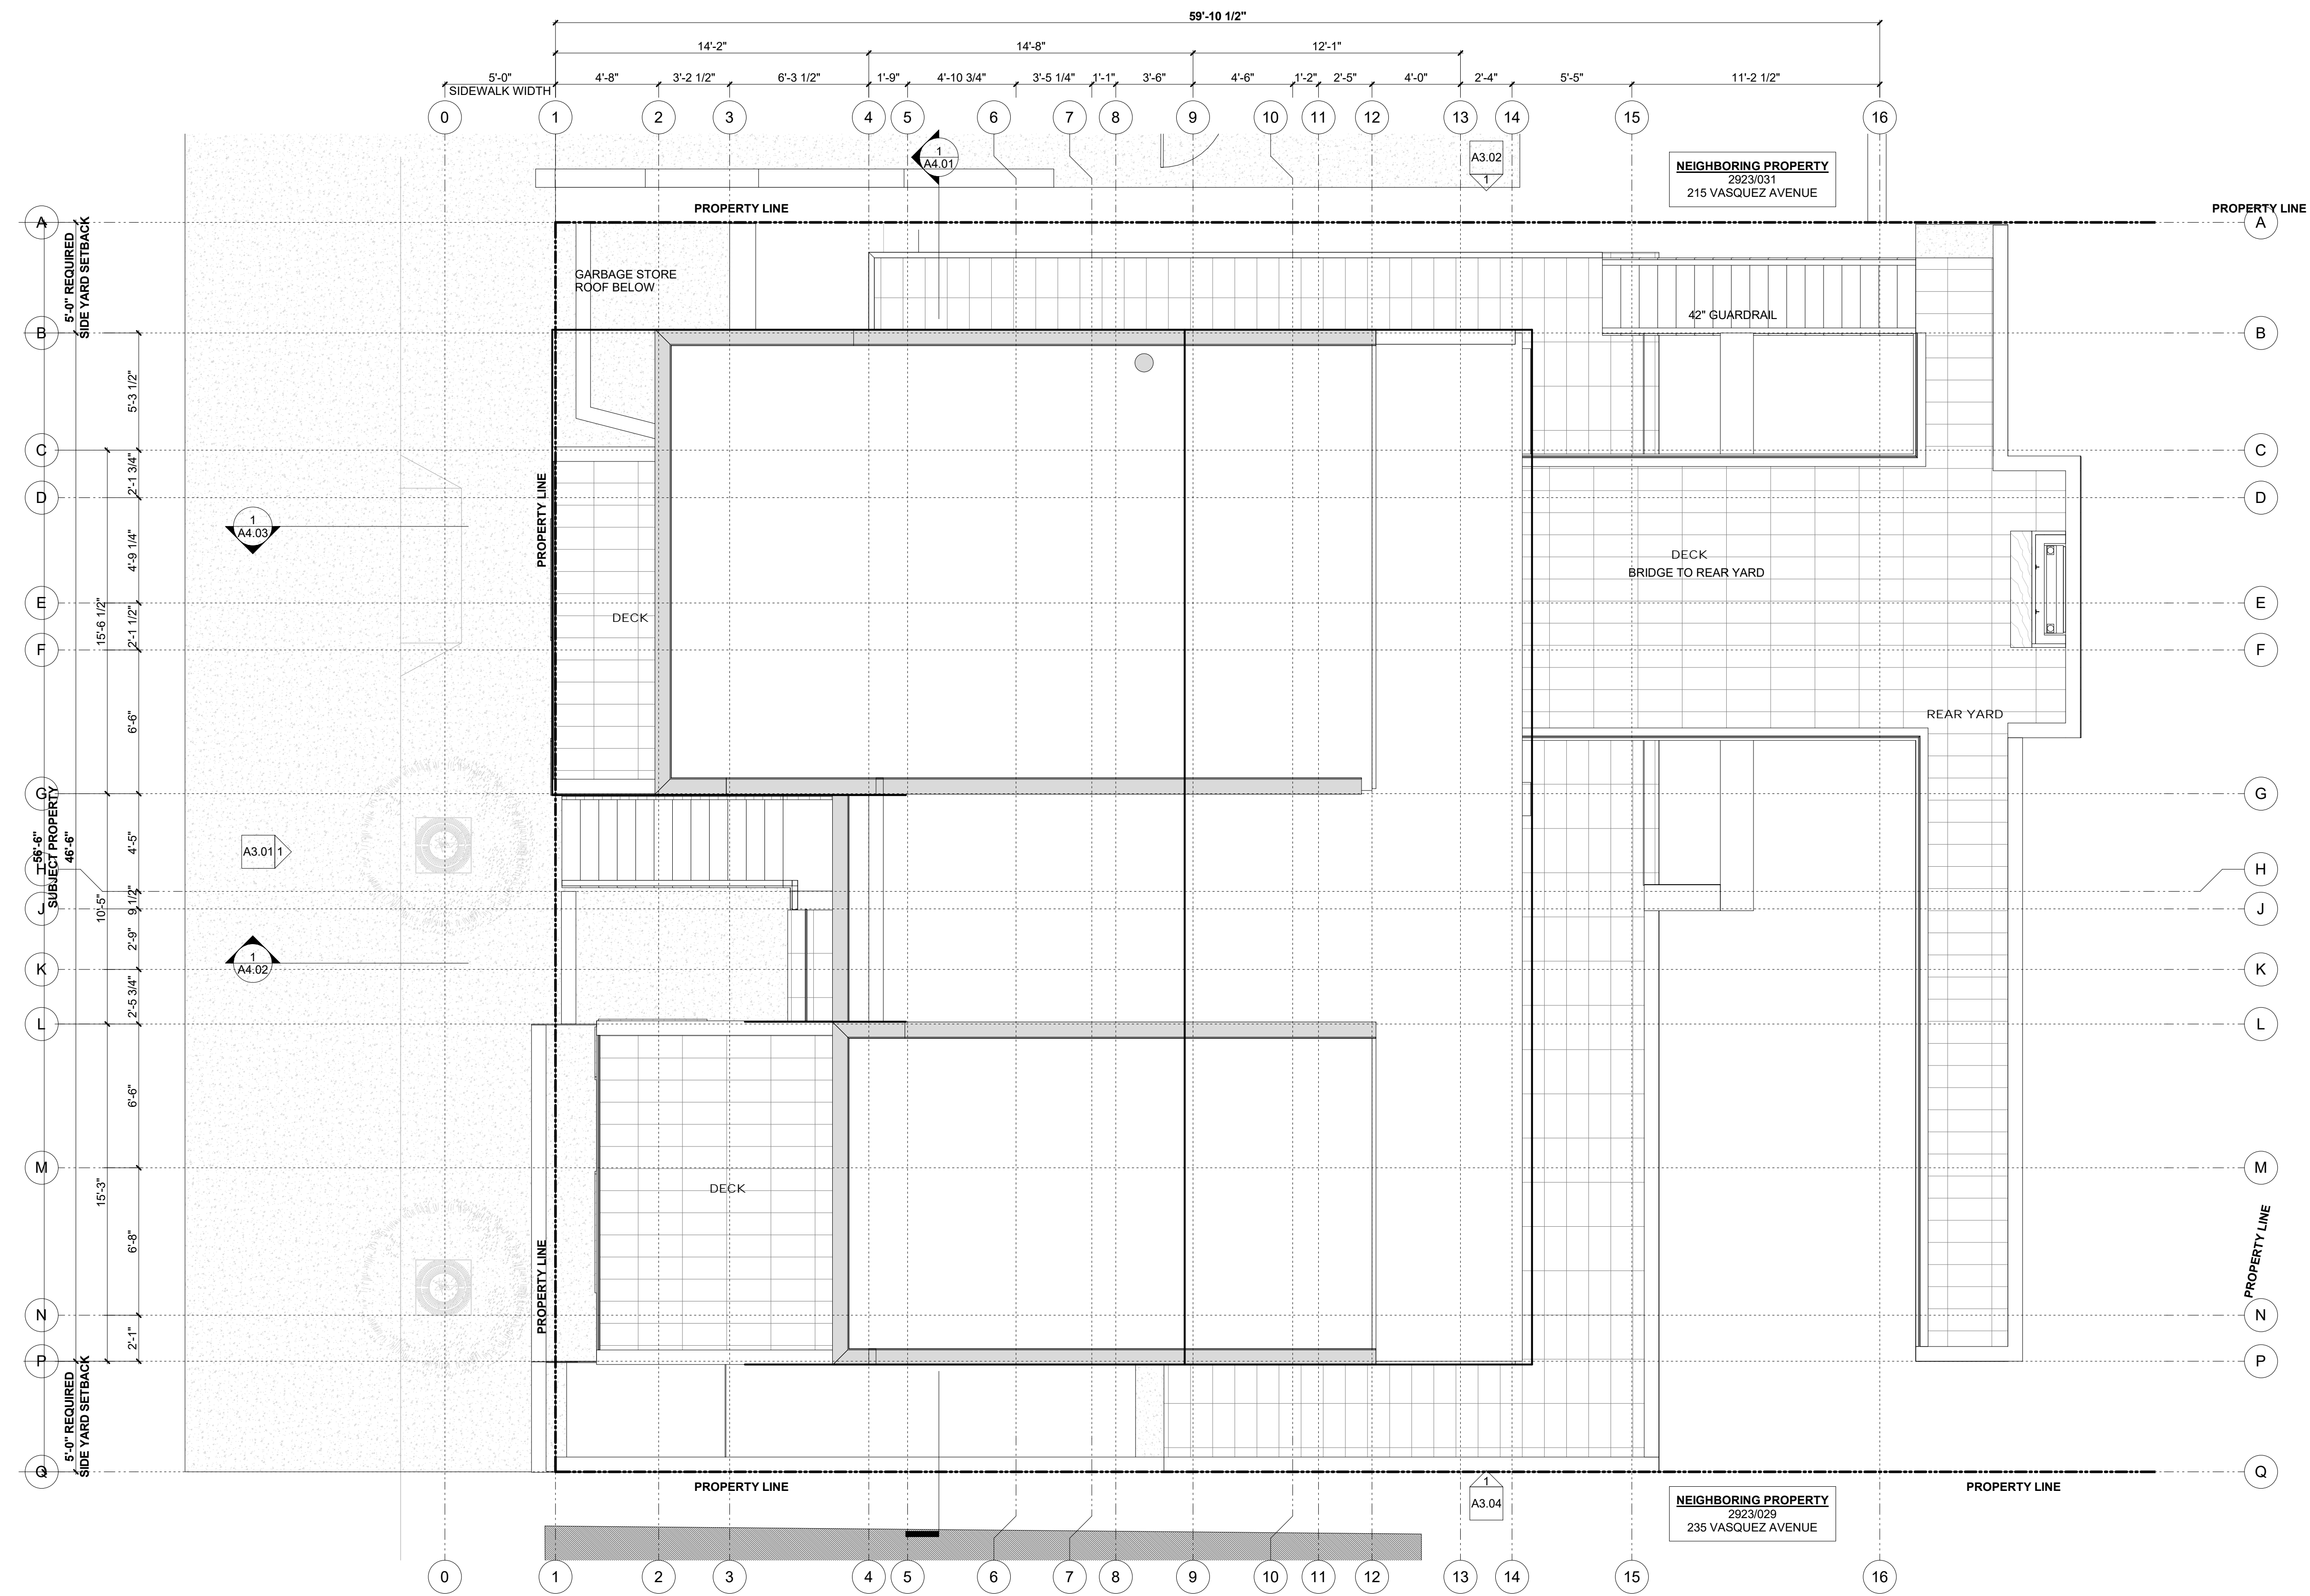 59'-10 1/2"
14'-2" 14'-8" 12'-1"
5'-0" 4'-8" 3'-2 1/2" 6'-3 1/2" 1'-9" 4'-10 3/4" 3'-5 1/4" 1'-1" 3'-6" 4'-6" 1'-2" 2'-5" 4'-0" 2'-4" 5'-5" 11'-2 1/2"
SIDEWALK WIDTH
0 1 2 3 4 5 6 7 8 9 10 11 12 13 14 15 16
1
A4.01
A3.02
1
NEIGHBORING PROPERTY
2923/031
215 VASQUEZ AVENUE
PROPERTY LINE
PROPERTY LINE
A A
5'-0" REQUIRED
SIDE YARD SETBACK
GARBAGE STORE
ROOF BELOW
42" GUARDRAIL
B B
5'-3 1/2"
C C
2'-1 3/4"
D D
PROPERTY LINE
1
A4.03
4'-9 1/4"
DECK
BRIDGE TO REAR YARD
E E
15'-6 1/2"
2'-1 1/2"
DECK
F F
6'-6"
REAR YARD
G G
56'-6"
SUBJECT PROPERTY
46'-6"
4'-5"
A3.01 1
H H
10'-5"
9 1/2"
J J
2'-9"
1
A4.02
K K
2'-5 3/4"
L L
6'-6"
M M
15'-3"
DECK
6'-8"
PROPERTY LINE
PROPERTY LINE
N N
2'-1"
P P
5'-0" REQUIRED
SIDE YARD SETBACK
Q Q
PROPERTY LINE
PROPERTY LINE
1
A3.04
NEIGHBORING PROPERTY
2923/029
235 VASQUEZ AVENUE
0 1 2 3 4 5 6 7 8 9 10 11 12 13 14 15 16